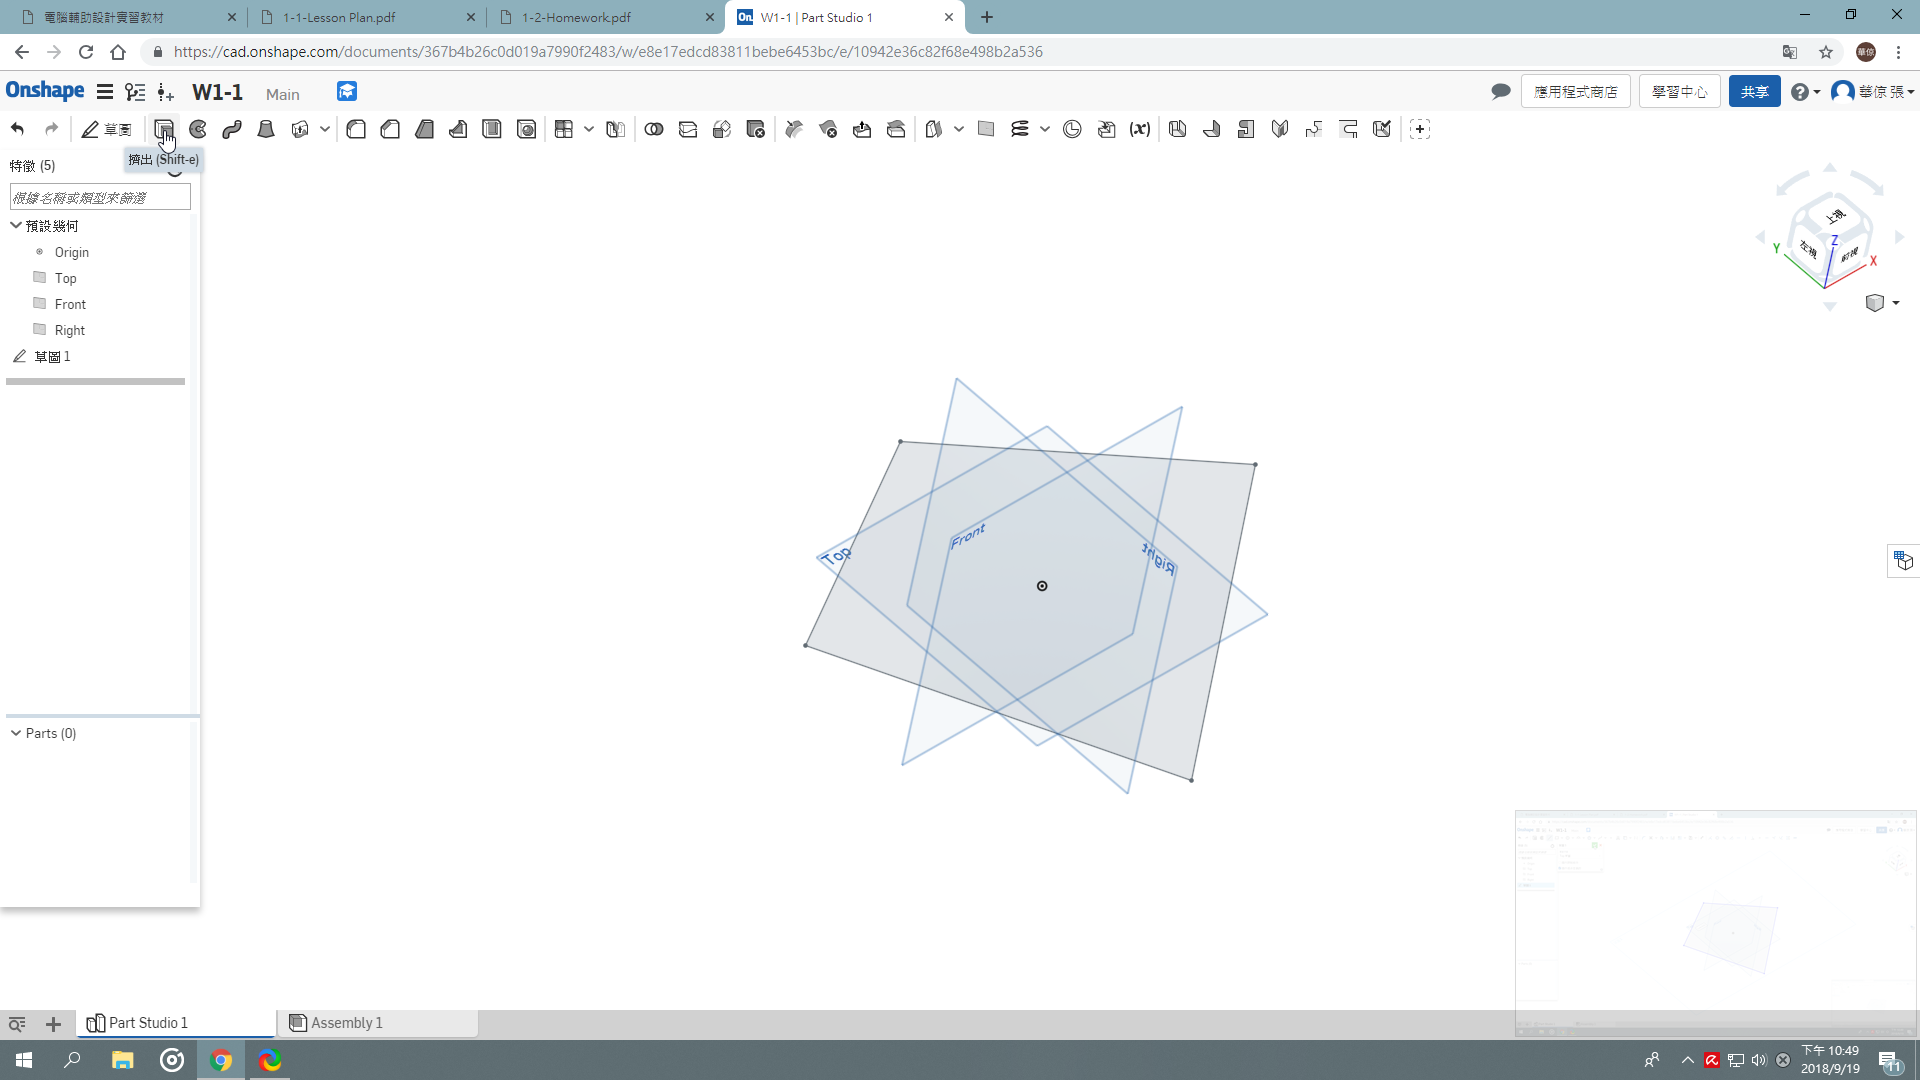 電腦輔助設計實習教材
1-1-Lesson Plan.pdf
1-2-Homework.pdf
On
W1-1 | Part Studio 1
https://cad.onshape.com/documents/367b4b26c0d019a7990f2483/w/e8e17edcd83811bebe6453bc/e/10942e36c82f68e498b2a536
Onshape
W1-1
Main
應用程式商店
學習中心
共享
華倞 張
草圖
(x)
擠出 (Shift-e)
特徵 (5)
根據名稱或類型來篩選
預設幾何
Origin
Top
Front
Right
草圖 1
Parts (0)
Top
Front
Right
上視
左視
前視
Z
Y
X
Part Studio 1
Assembly 1
下午 10:49
2018/9/19
11